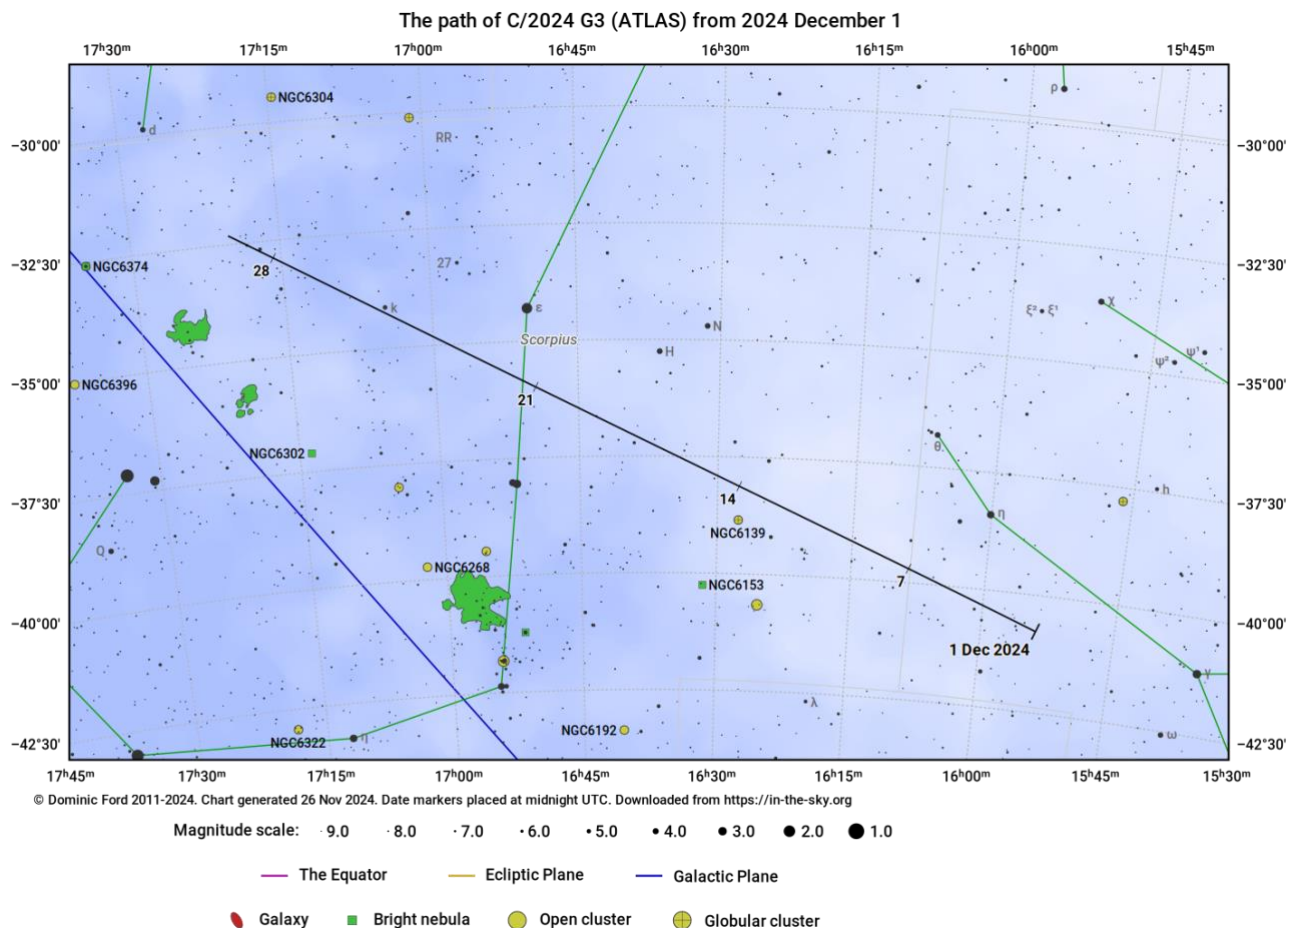 The path of C/2024 G3 (ATLAS) from 2024 December 1
17h30m 17h15m 17h00m 16h45m 16h30m 16h15m 16h00m 15h45m
ρ
NGC6304
d
RR
−30°00' −30°00'
NGC6374
27
28
−32°30' −32°30'
k
ε
χ
ξ² ξ¹
N
Scorpius
H
ψ² ψ¹
−35°00' −35°00'
NGC6396
21
θ
NGC6302
h
14
−37°30' −37°30'
η
NGC6139
Q
NGC6268
7
NGC6153
−40°00' −40°00'
1 Dec 2024
γ
λ
NGC6192
ω
η
NGC6322
−42°30' −42°30'
17h45m 17h30m 17h15m 17h00m 16h45m 16h30m 16h15m 16h00m 15h45m 15h30m
© Dominic Ford 2011-2024. Chart generated 26 Nov 2024. Date markers placed at midnight UTC. Downloaded from https://in-the-sky.org
Magnitude scale: 9.0 8.0 7.0 6.0 5.0 4.0 3.0 2.0 1.0
The Equator Ecliptic Plane Galactic Plane
Galaxy Bright nebula Open cluster Globular cluster